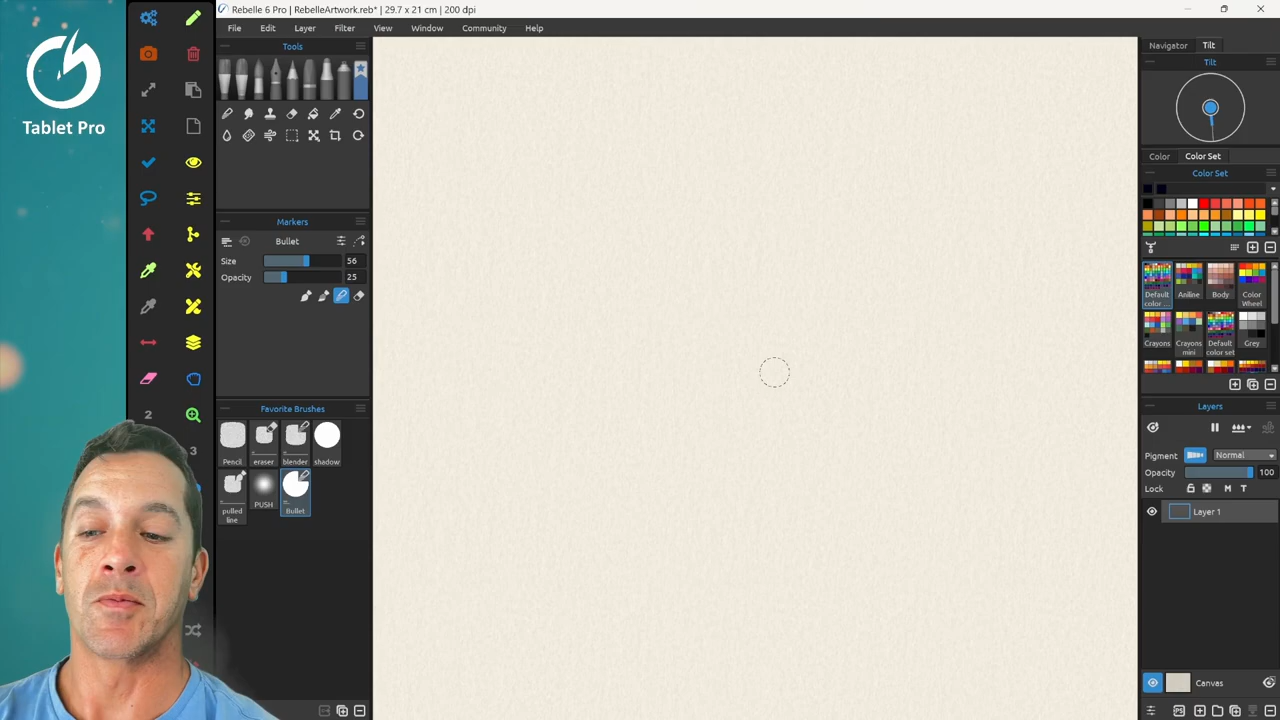 Rebelle 6 Pro | RebelleArtwork.reb* | 29.7 x 21 cm | 200 dpi
File Edit Layer Filter View Window Community Help
Tablet Pro
Tools
Markers
Bullet
Size 56
Opacity 25
Favorite Brushes
Pencil eraser blender shadow
pulled line PUSH Bullet
2
3
Navigator Tilt
Tilt
Color Color Set
Color Set
Default color ... Aniline Body Color Wheel
Crayons Crayons mini Default color set Grey
Layers
Pigment Normal
Opacity 100
Lock M T
Layer 1
Canvas